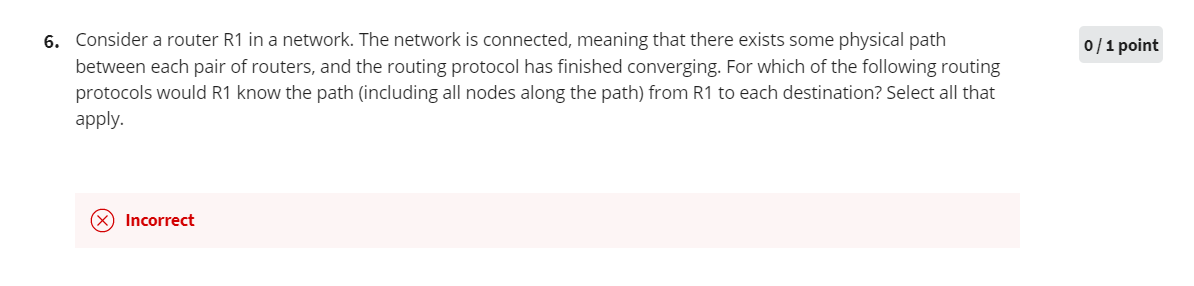 6. Consider a router R1 in a network. The network is connected, meaning that there exists some physical path
0 / 1 point
between each pair of routers, and the routing protocol has finished converging. For which of the following routing
protocols would R1 know the path (including all nodes along the path) from R1 to each destination? Select all that
apply.
Incorrect